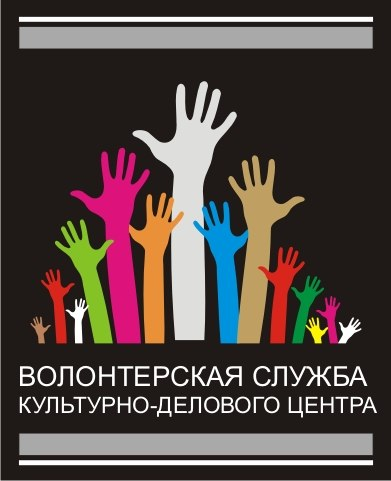 ВОЛОНТЕРСКАЯ СЛУЖБА
КУЛЬТУРНО-ДЕЛОВОГО ЦЕНТРА